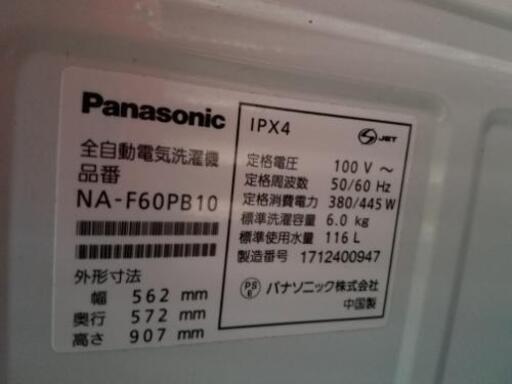 Panasonic
全自動電気洗濯機
品番
NA-F60PB10
外形寸法
幅 562 mm
奥行 572 mm
高さ 907 mm
IPX4
S JET
定格電圧 100 V ～
定格周波数 50/60 Hz
定格消費電力 380/445 W
標準洗濯容量 6.0 kg
標準使用水量 116 L
製造番号 1712400947
PS E パナソニック株式会社
中国製